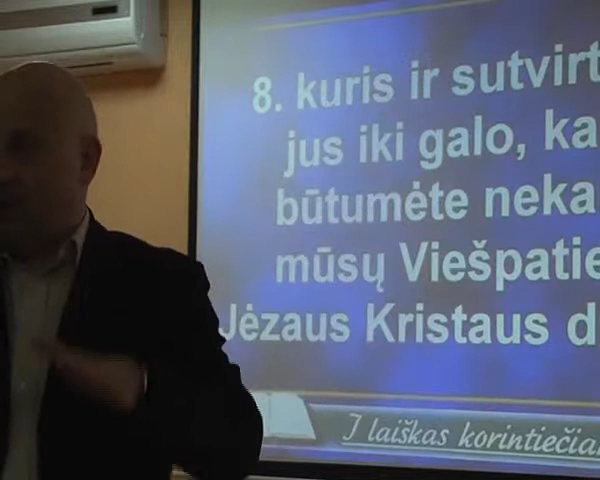 8. kuris ir sutvirt
jus iki galo, ka
būtumėte neka
mūsų Viešpatie
Jėzaus Kristaus d
I laiškas korintiečia